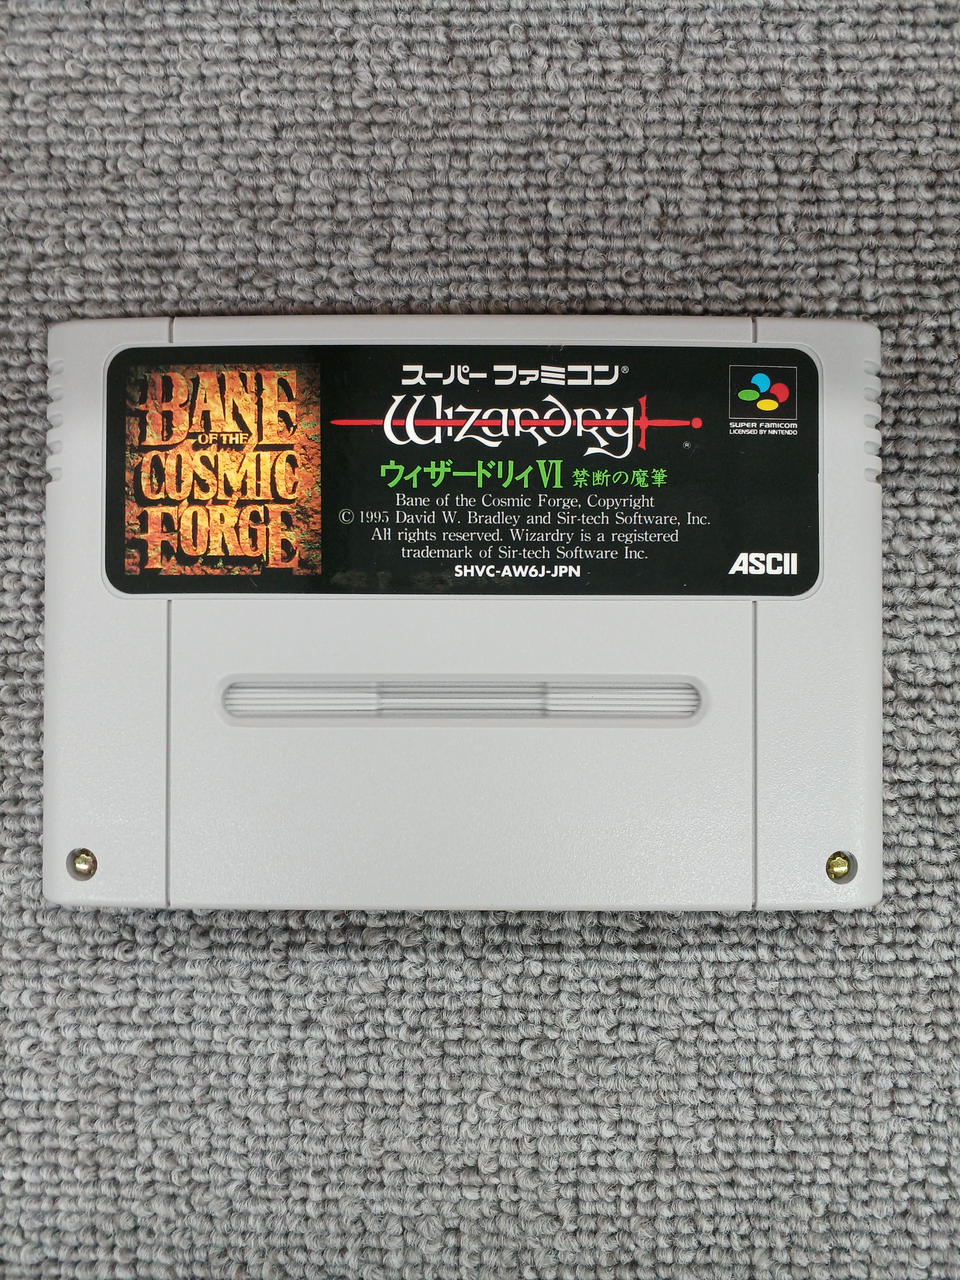 BANE
OF THE
COSMIC
FORGE
スーパーファミコン®
Wizardry
®
ウィザードリィVI 禁断の魔筆
Bane of the Cosmic Forge, Copyright
© 1995 David W. Bradley and Sir-tech Software, Inc.
All rights reserved. Wizardry is a registered
trademark of Sir-tech Software Inc.
SHVC-AW6J-JPN
SUPER FAMICOM
LICENSED BY NINTENDO
ASCII